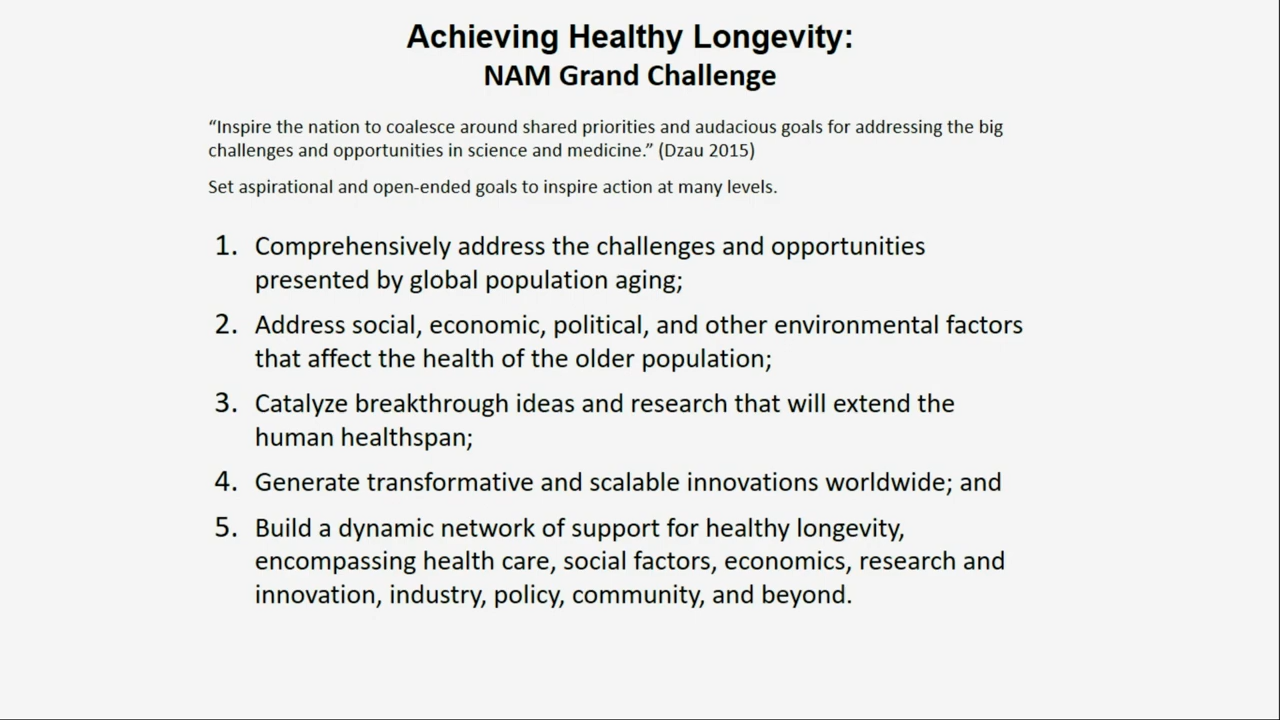 Achieving Healthy Longevity:
NAM Grand Challenge
“Inspire the nation to coalesce around shared priorities and audacious goals for addressing the big
challenges and opportunities in science and medicine.” (Dzau 2015)
Set aspirational and open-ended goals to inspire action at many levels.
1. Comprehensively address the challenges and opportunities
presented by global population aging;
2. Address social, economic, political, and other environmental factors
that affect the health of the older population;
3. Catalyze breakthrough ideas and research that will extend the
human healthspan;
4. Generate transformative and scalable innovations worldwide; and
5. Build a dynamic network of support for healthy longevity,
encompassing health care, social factors, economics, research and
innovation, industry, policy, community, and beyond.